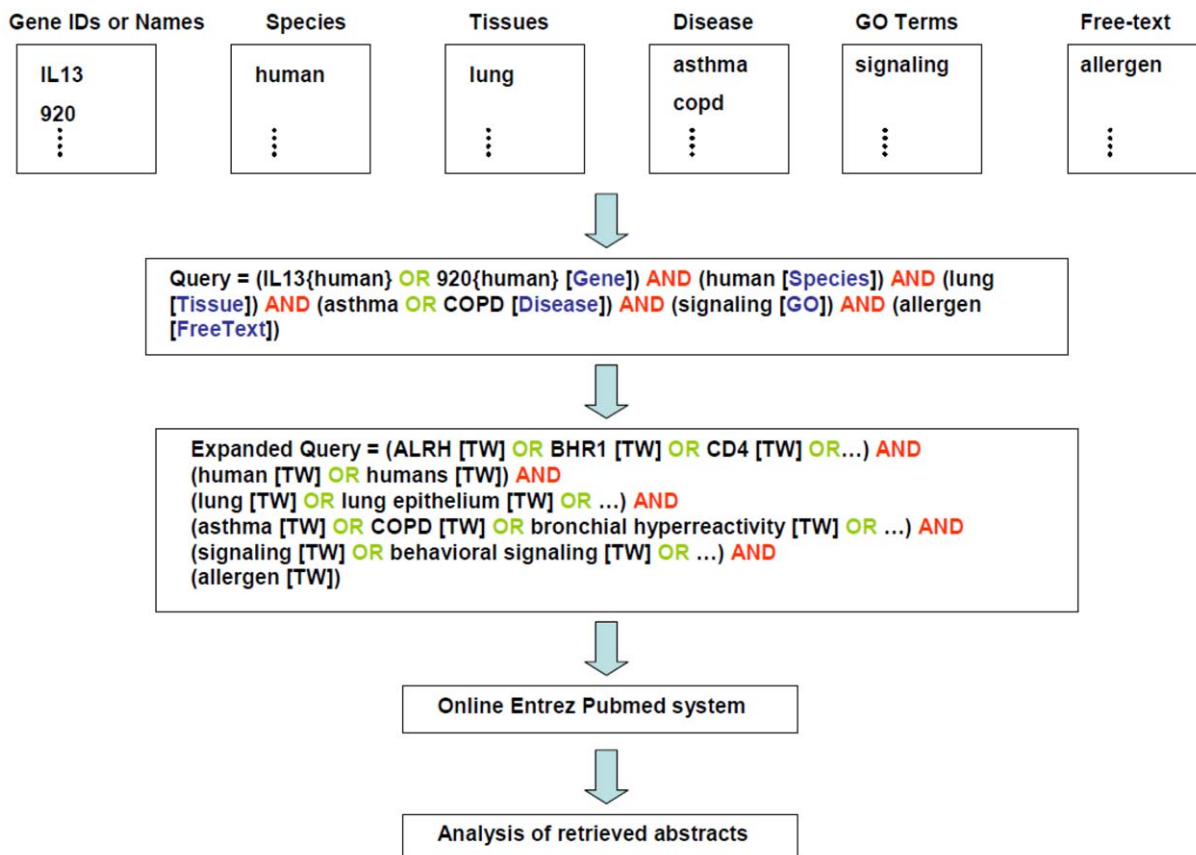 Gene IDs or Names
Species
Tissues
Disease
GO Terms
Free-text
IL13
920
human
lung
asthma
copd
signaling
allergen
Query = (IL13{human} OR 920{human} [Gene]) AND (human [Species]) AND (lung
[Tissue]) AND (asthma OR COPD [Disease]) AND (signaling [GO]) AND (allergen
[FreeText])
Expanded Query = (ALRH [TW] OR BHR1 [TW] OR CD4 [TW] OR...) AND
(human [TW] OR humans [TW]) AND
(lung [TW] OR lung epithelium [TW] OR ...) AND
(asthma [TW] OR COPD [TW] OR bronchial hyperreactivity [TW] OR ...) AND
(signaling [TW] OR behavioral signaling [TW] OR ...) AND
(allergen [TW])
Online Entrez Pubmed system
Analysis of retrieved abstracts